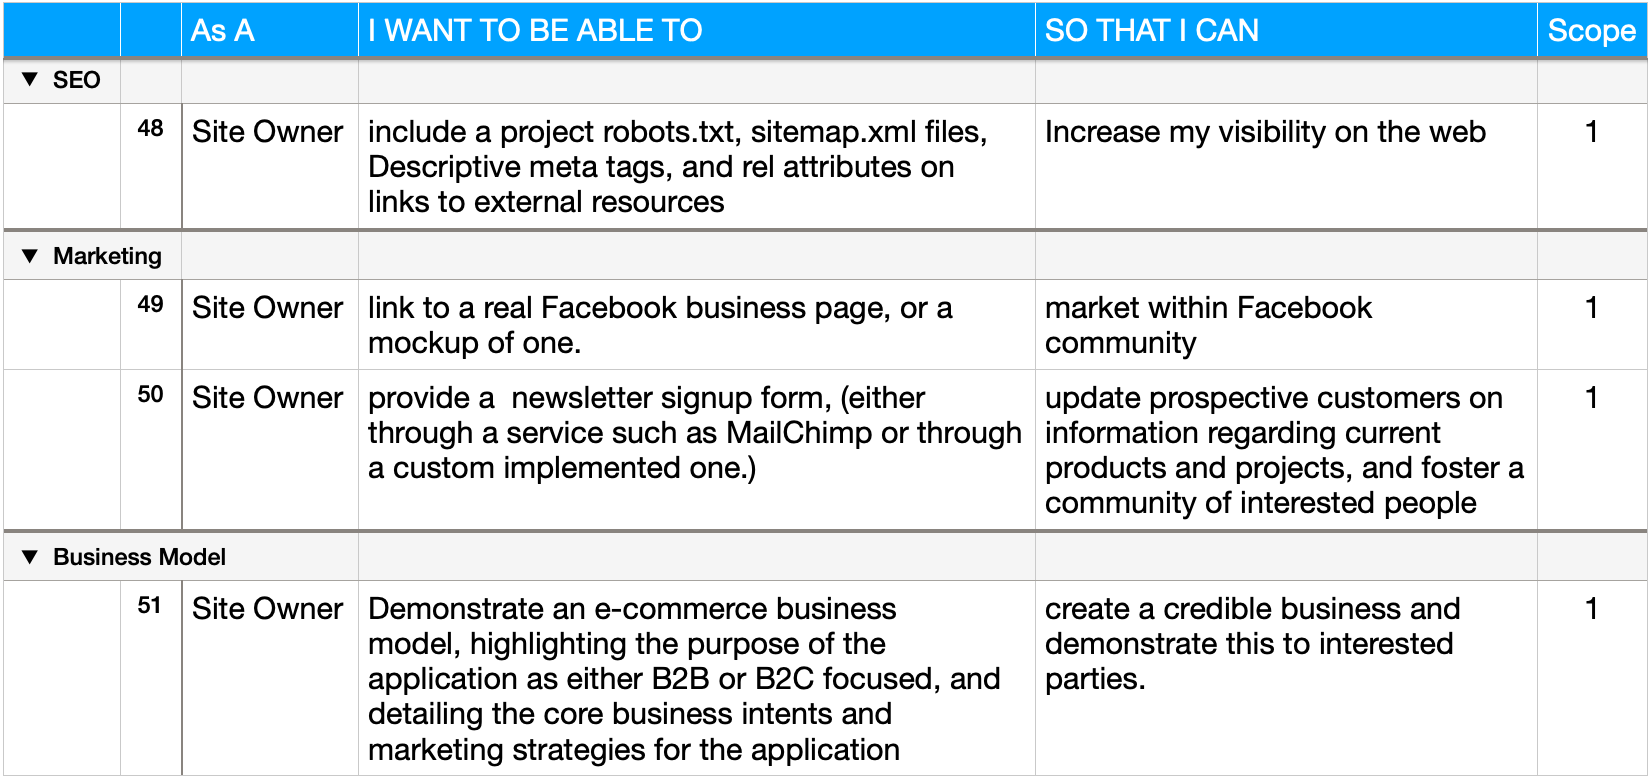 As A I WANT TO BE ABLE TO SO THAT I CAN Scope
▼ SEO
48 Site Owner include a project robots.txt, sitemap.xml files, Increase my visibility on the web 1
Descriptive meta tags, and rel attributes on
links to external resources
▼ Marketing
49 Site Owner link to a real Facebook business page, or a market within Facebook 1
mockup of one. community
50 Site Owner provide a  newsletter signup form, (either update prospective customers on 1
through a service such as MailChimp or through information regarding current
a custom implemented one.) products and projects, and foster a
community of interested people
▼ Business Model
51 Site Owner Demonstrate an e-commerce business create a credible business and 1
model, highlighting the purpose of the demonstrate this to interested
application as either B2B or B2C focused, and parties.
detailing the core business intents and
marketing strategies for the application